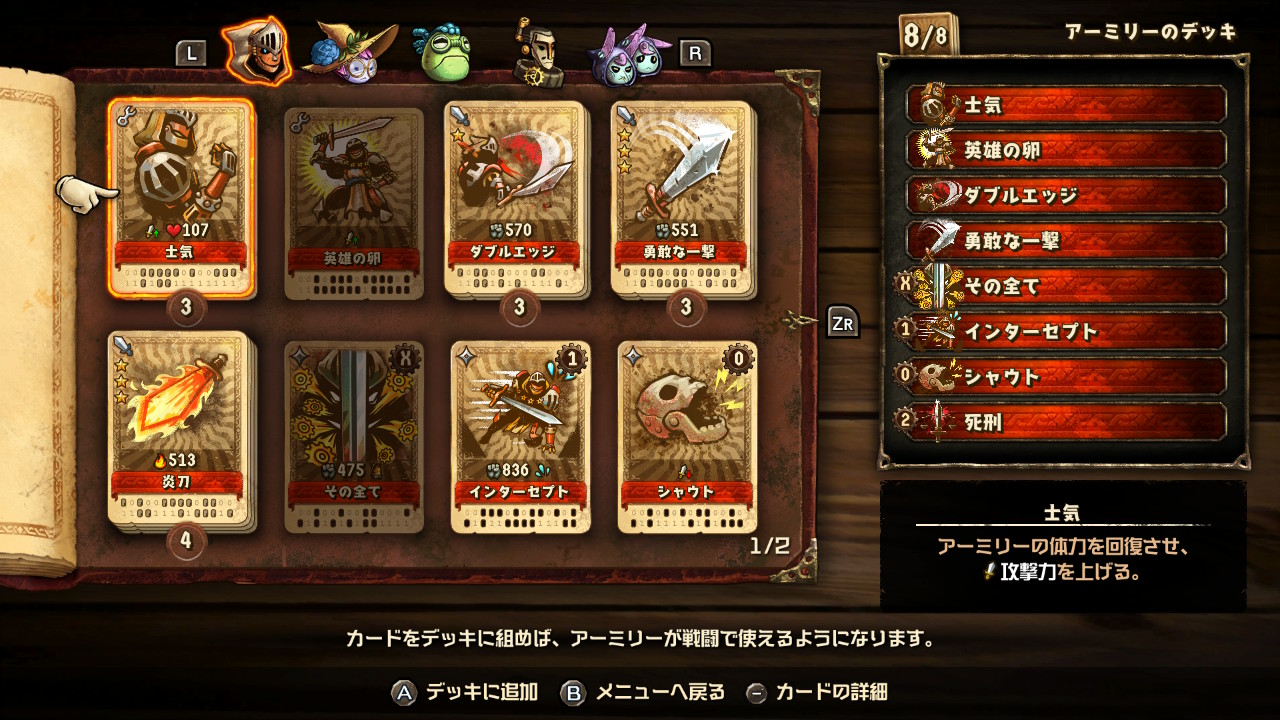 L
R
8/8
アーミリーのデッキ
107
士気
3
英雄の卵
570
ダブルエッジ
3
551
勇敢な一撃
3
513
炎刀
4
X
475
その全て
1
836
インターセプト
0
シャウト
1/2
ZR
士気
英雄の卵
ダブルエッジ
勇敢な一撃
X その全て
1 インターセプト
0 シャウト
2 死刑
士気
アーミリーの体力を回復させ、
攻撃力を上げる。
カードをデッキに組めば、アーミリーが戦闘で使えるようになります。
A デッキに追加 B メニューへ戻る － カードの詳細